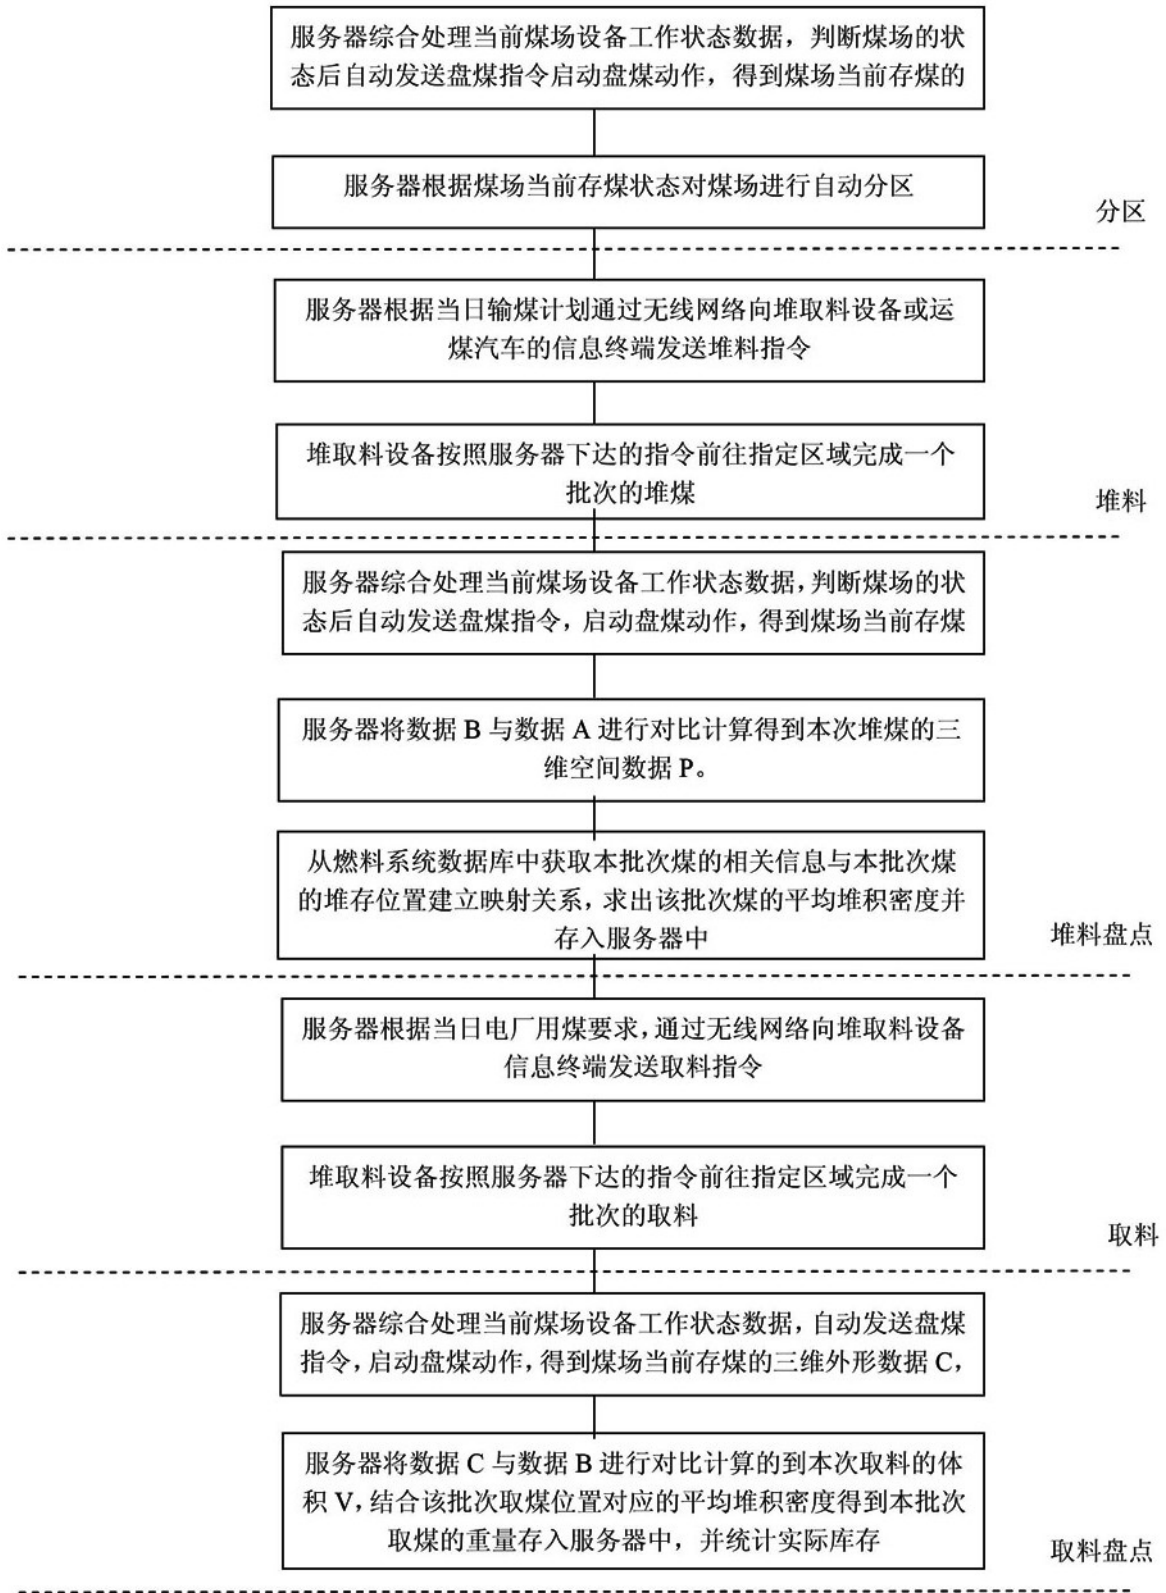 服务器综合处理当前煤场设备工作状态数据，判断煤场的状
态后自动发送盘煤指令启动盘煤动作，得到煤场当前存煤的
服务器根据煤场当前存煤状态对煤场进行自动分区
分区
服务器根据当日输煤计划通过无线网络向堆取料设备或运
煤汽车的信息终端发送堆料指令
堆取料设备按照服务器下达的指令前往指定区域完成一个
批次的堆煤
堆料
服务器综合处理当前煤场设备工作状态数据，判断煤场的状
态后自动发送盘煤指令，启动盘煤动作，得到煤场当前存煤
服务器将数据 B 与数据 A 进行对比计算得到本次堆煤的三
维空间数据 P。
从燃料系统数据库中获取本批次煤的相关信息与本批次煤
的堆存位置建立映射关系，求出该批次煤的平均堆积密度并
存入服务器中
堆料盘点
服务器根据当日电厂用煤要求，通过无线网络向堆取料设备
信息终端发送取料指令
堆取料设备按照服务器下达的指令前往指定区域完成一个
批次的取料
取料
服务器综合处理当前煤场设备工作状态数据，自动发送盘煤
指令，启动盘煤动作，得到煤场当前存煤的三维外形数据 C，
服务器将数据 C 与数据 B 进行对比计算的到本次取料的体
积 V，结合该批次取煤位置对应的平均堆积密度得到本批次
取煤的重量存入服务器中，并统计实际库存
取料盘点